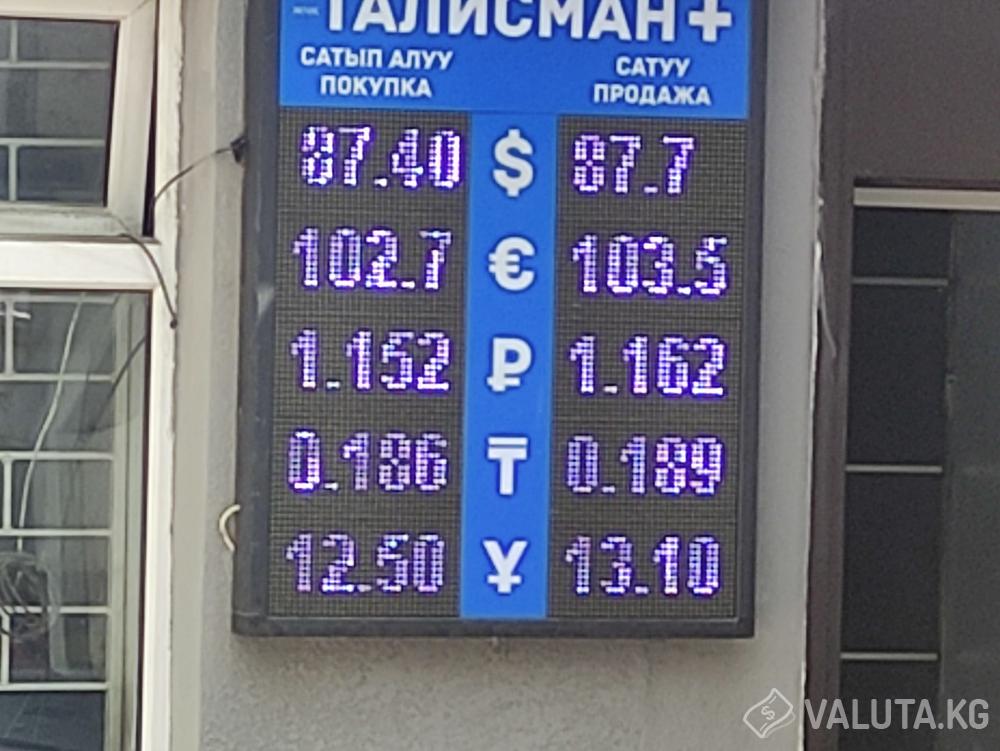 ТАЛИСМАН+
САТЫП АЛУУ
ПОКУПКА
САТУУ
ПРОДАЖА
87.40 $ 87.7
102.7 € 103.5
1.152 ₽ 1.162
0.186 ₸ 0.189
12.50 ¥ 13.10
VALUTA.KG